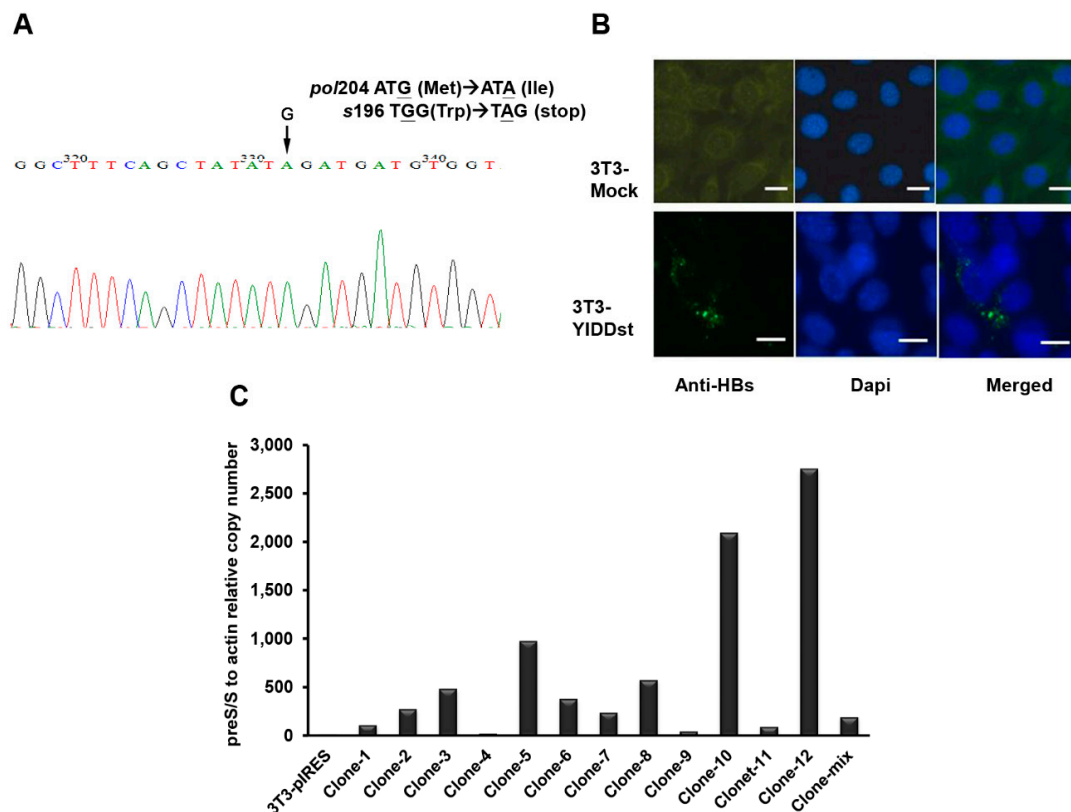 A
pol204 ATG (Met)→ATA (Ile)
s196 TGG(Trp)→TAG (stop)
G
320 330 340
G G C T T T C A G C T A T A T A G A T G A T G T G G T
B
3T3-
Mock
3T3-
YIDDst
Anti-HBs Dapi Merged
C
preS/S to actin relative copy number
3,000
2,500
2,000
1,500
1,000
500
0
3T3-pIRES
Clone-1
Clone-2
Clone-3
Clone-4
Clone-5
Clone-6
Clone-7
Clone-8
Clone-9
Clone-10
Clonet-11
Clone-12
Clone-mix